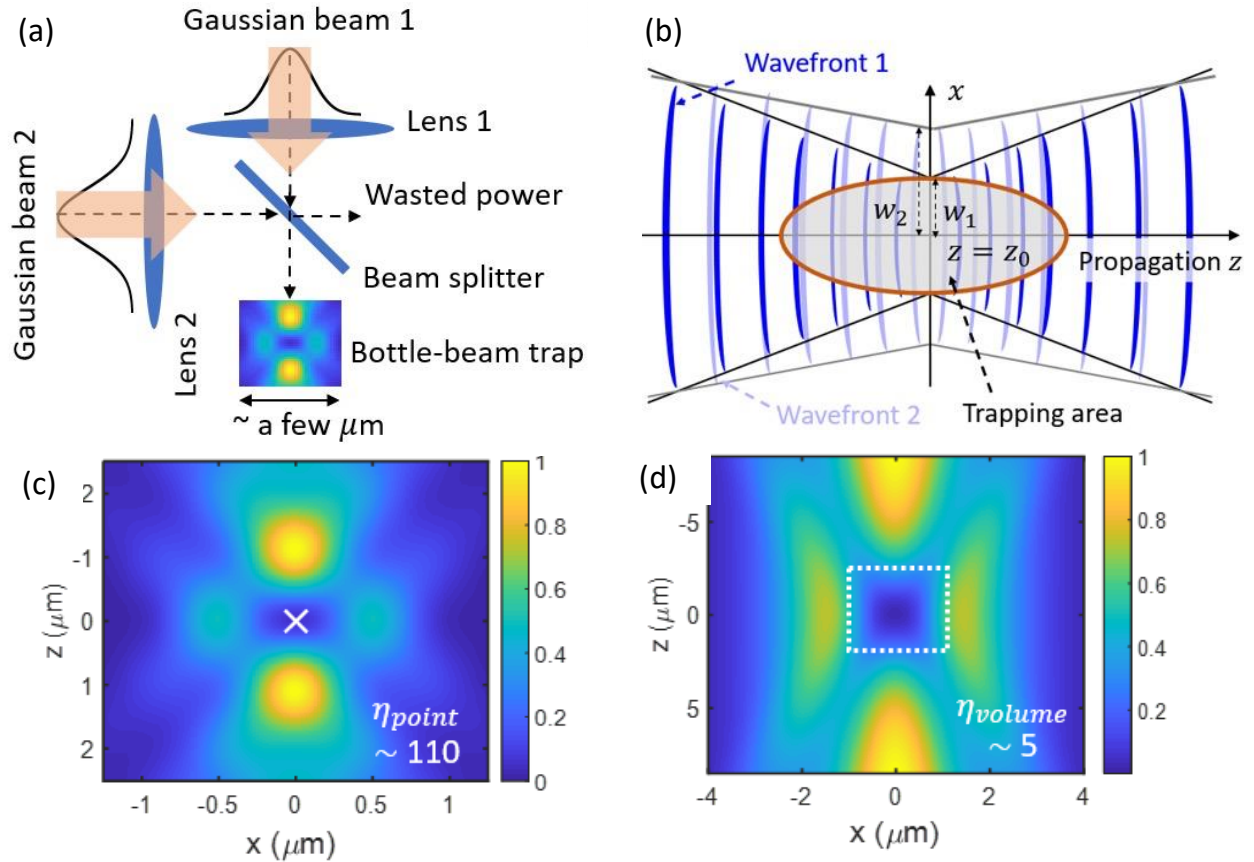 (a)
Gaussian beam 1
Lens 1
Gaussian beam 2
Wasted power
Beam splitter
Lens 2
Bottle-beam trap
~ a few μm
(b)
Wavefront 1
x
w₂
w₁
z = z₀
Propagation z
Wavefront 2
Trapping area
(c)
2
-1
0
1
2
z (μm)
-1
-0.5
0
0.5
1
x (μm)
ηpoint
~ 110
1
0.8
0.6
0.4
0.2
0
(d)
-5
0
5
z (μm)
-4
-2
0
2
4
x (μm)
ηvolume
~ 5
1
0.8
0.6
0.4
0.2